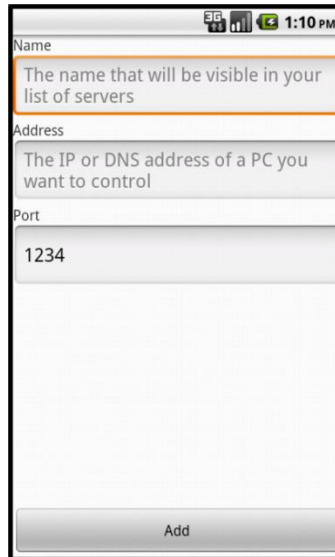 3G 1:10 PM
Name
The name that will be visible in your
list of servers
Address
The IP or DNS address of a PC you
want to control
Port
1234
Add